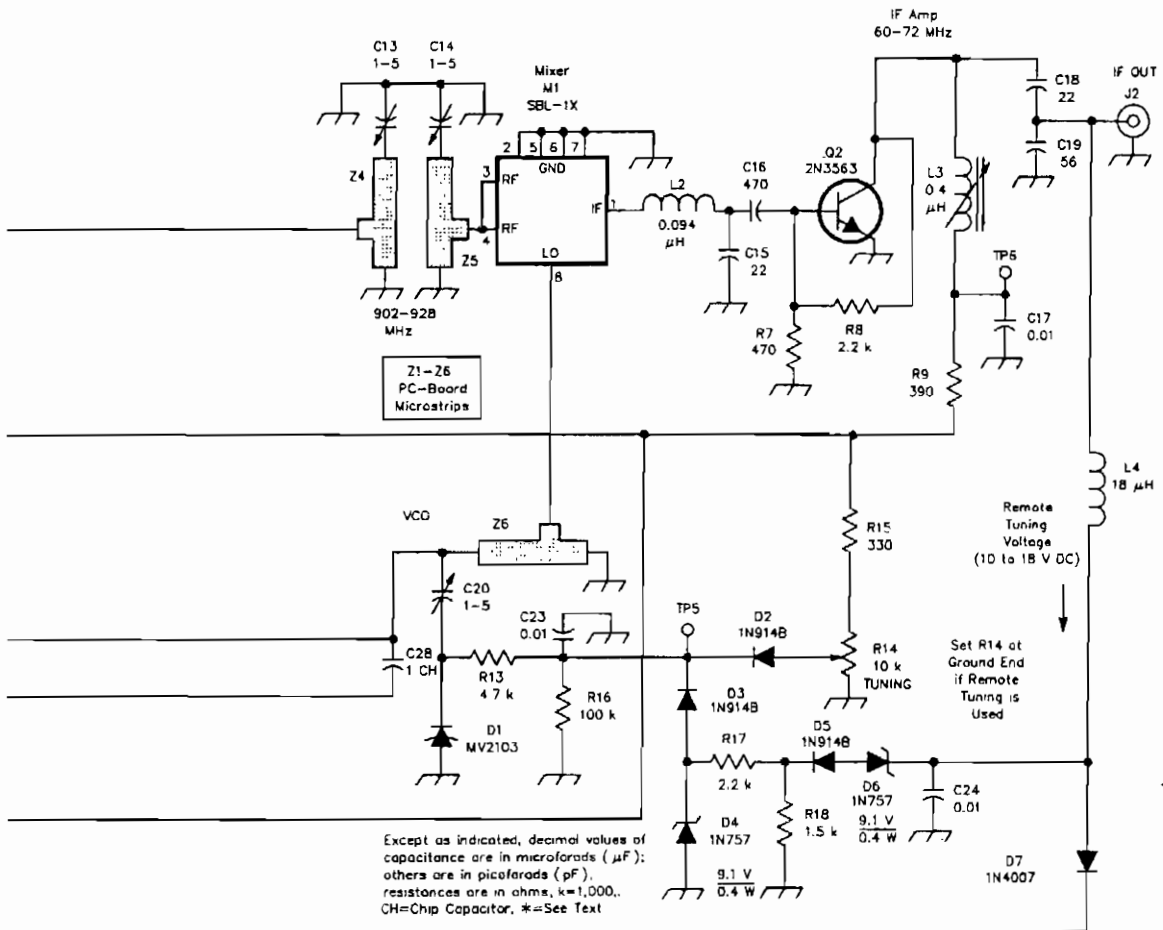 IF Amp
60-72 MHz
C13
1-5
C14
1-5
Mixer
M1
SBL-1X
C18
22
IF OUT
J2
2
5
6
7
GND
3
RF
4
RF
IF
1
LO
8
Z4
Z5
902-928
MHz
L2
0.094
μH
C16
470
C15
22
Q2
2N3563
L3
0.4
μH
C19
56
TP6
C17
0.01
R7
470
R8
2.2 k
R9
390
Z1-Z6
PC-Board
Microstrips
L4
18 μH
VCO
Z6
R15
330
Remote
Tuning
Voltage
(10 to 18 V DC)
C20
1-5
C23
0.01
TP5
D2
1N914B
C28
1 CH
R13
4.7 k
R16
100 k
R14
10 k
TUNING
Set R14 at
Ground End
if Remote
Tuning is
Used
D1
MV2103
D3
1N914B
R17
2.2 k
D5
1N914B
D6
1N757
9.1 V
0.4 W
C24
0.01
D4
1N757
9.1 V
0.4 W
R18
1.5 k
D7
1N4007
Except as indicated, decimal values of
capacitance are in microfarads (μF);
others are in picofarads (pF),
resistances are in ohms, k=1,000,.
CH=Chip Capacitor, *=See Text